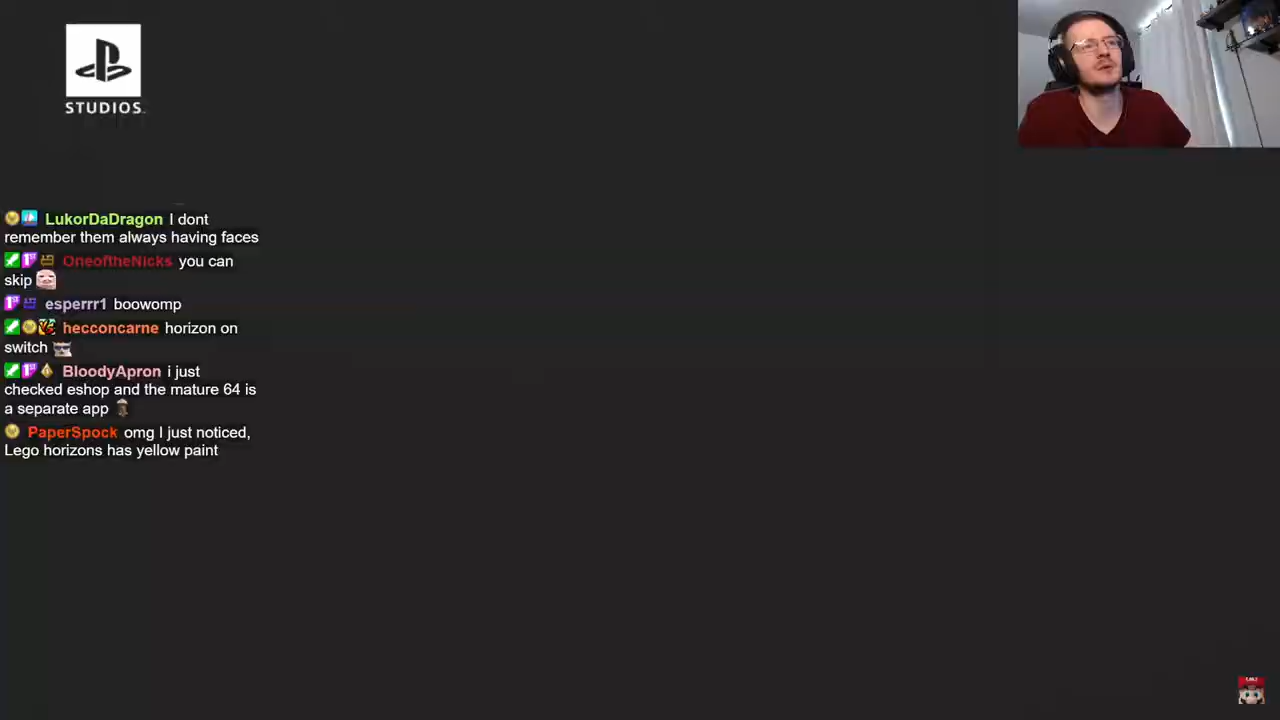 STUDIOS
LukorDaDragon I dont
remember them always having faces
OneoftheNicks you can
skip
esperrr1 boowomp
hecconcarne horizon on
switch
BloodyApron i just
checked eshop and the mature 64 is
a separate app
PaperSpock omg I just noticed,
Lego horizons has yellow paint